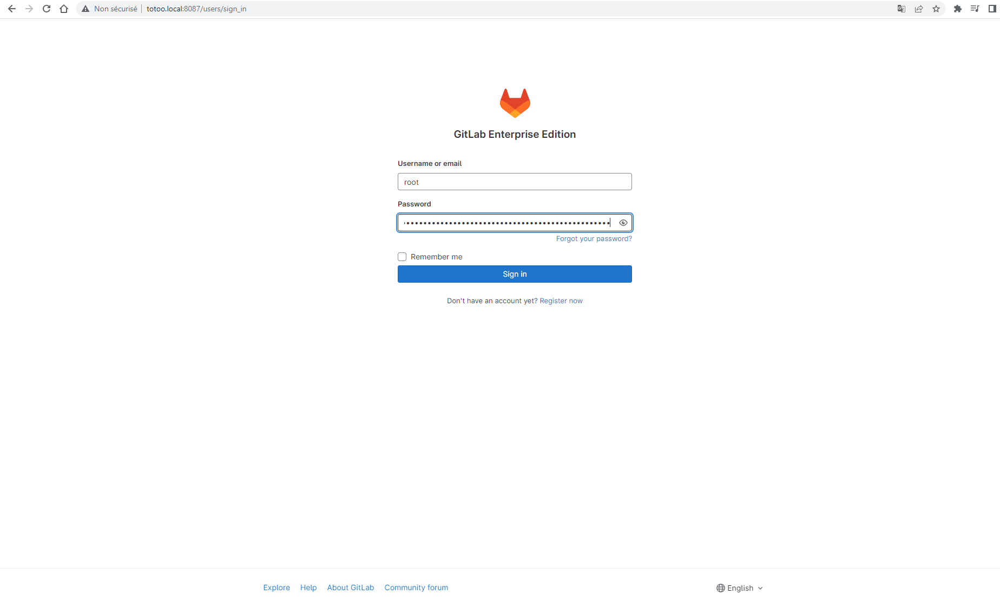 Non sécurisé totoo.local:8087/users/sign_in
GitLab Enterprise Edition
Username or email
root
Password
Forgot your password?
Remember me
Sign in
Don't have an account yet? Register now
Explore Help About GitLab Community forum English